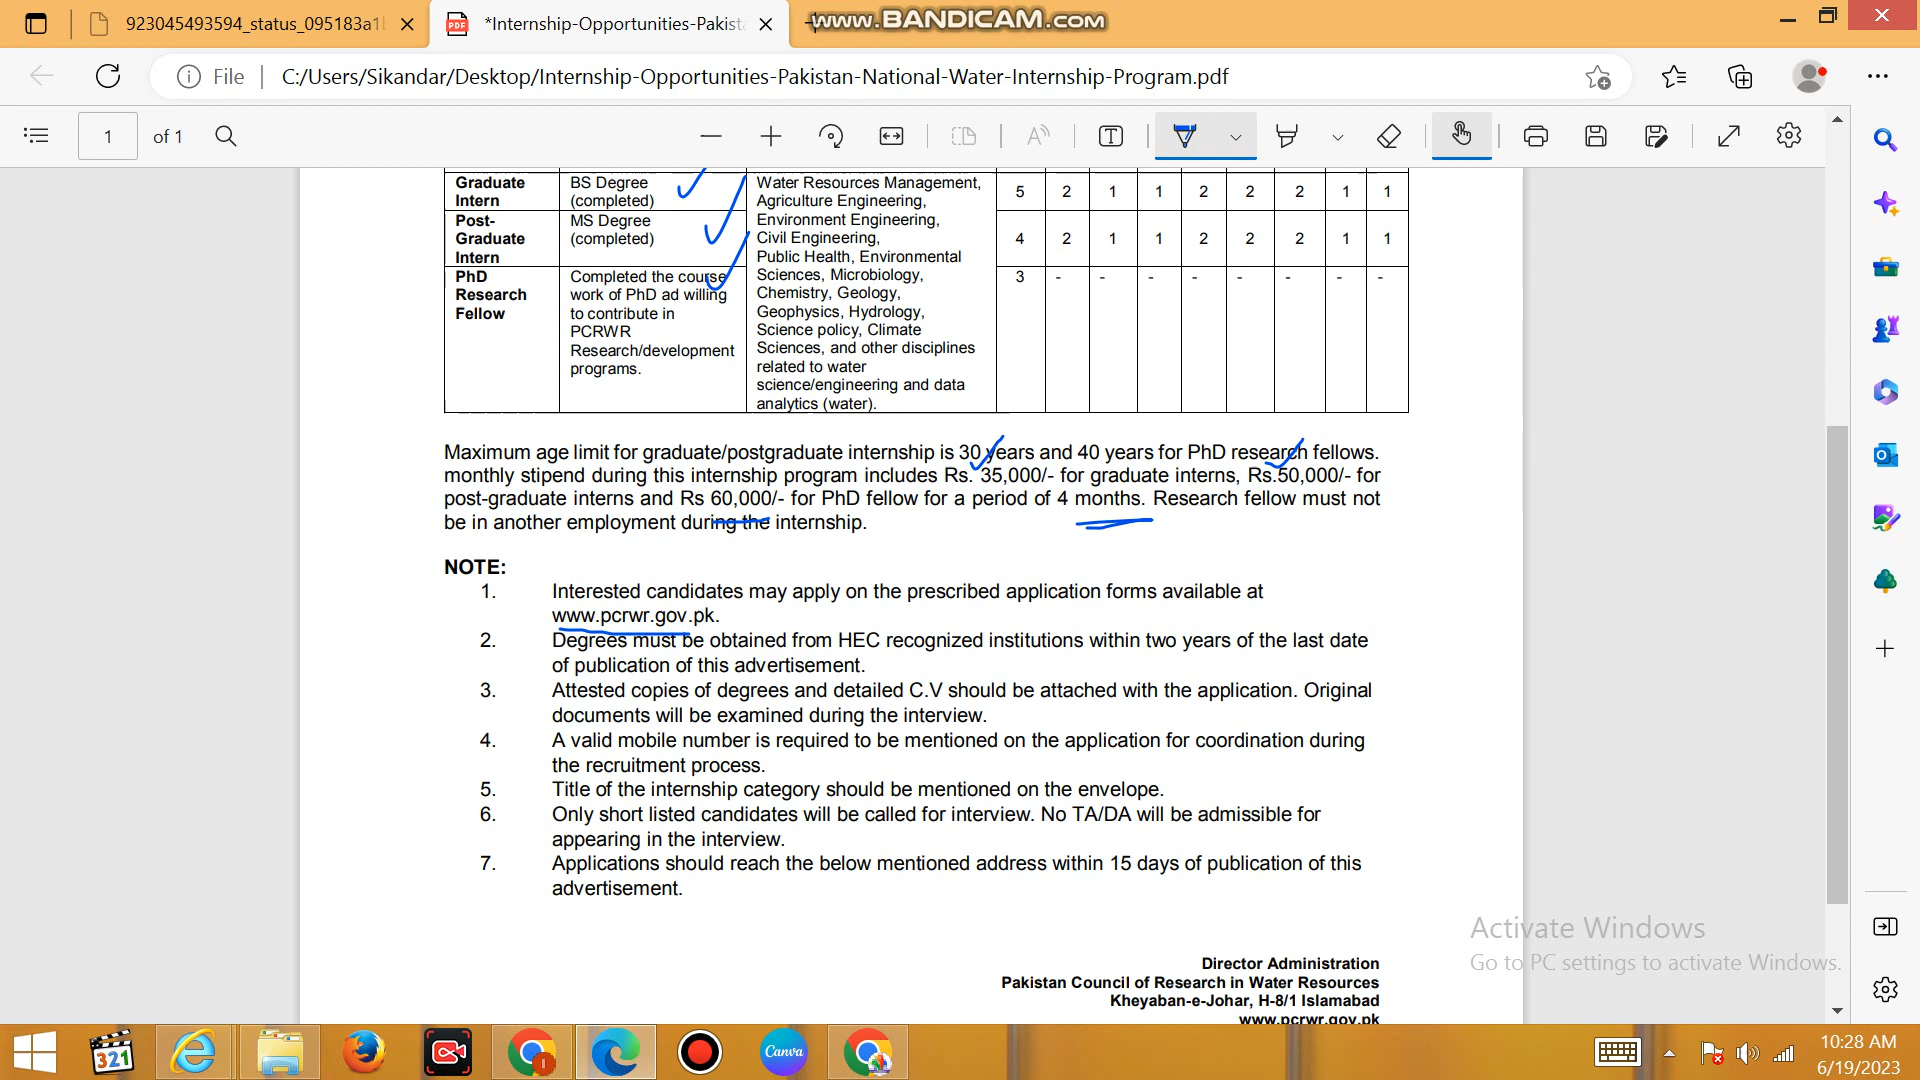 923045493594_status_095183a1
*Internship-Opportunities-Pakist
www.BANDICAM.com
File
C:/Users/Sikandar/Desktop/Internship-Opportunities-Pakistan-National-Water-Internship-Program.pdf
1 of 1
Graduate Intern BS Degree (completed) 5 2 1 1 2 2 2 1 1
Post-Graduate Intern MS Degree (completed) 4 2 1 1 2 2 2 1 1
PhD Research Fellow Completed the course work of PhD ad willing to contribute in PCRWR Research/development programs. 3 - - - - - - - -
Water Resources Management,
Agriculture Engineering,
Environment Engineering,
Civil Engineering,
Public Health, Environmental
Sciences, Microbiology,
Chemistry, Geology,
Geophysics, Hydrology,
Science policy, Climate
Sciences, and other disciplines
related to water
science/engineering and data
analytics (water).
Maximum age limit for graduate/postgraduate internship is 30 years and 40 years for PhD research fellows.
monthly stipend during this internship program includes Rs. 35,000/- for graduate interns, Rs.50,000/- for
post-graduate interns and Rs 60,000/- for PhD fellow for a period of 4 months. Research fellow must not
be in another employment during the internship.
NOTE:
1. Interested candidates may apply on the prescribed application forms available at
www.pcrwr.gov.pk.
2. Degrees must be obtained from HEC recognized institutions within two years of the last date
of publication of this advertisement.
3. Attested copies of degrees and detailed C.V should be attached with the application. Original
documents will be examined during the interview.
4. A valid mobile number is required to be mentioned on the application for coordination during
the recruitment process.
5. Title of the internship category should be mentioned on the envelope.
6. Only short listed candidates will be called for interview. No TA/DA will be admissible for
appearing in the interview.
7. Applications should reach the below mentioned address within 15 days of publication of this
advertisement.
Director Administration
Pakistan Council of Research in Water Resources
Kheyaban-e-Johar, H-8/1 Islamabad
www.pcrwr.gov.pk
Activate Windows
Go to PC settings to activate Windows.
321
Canva
10:28 AM
6/19/2023